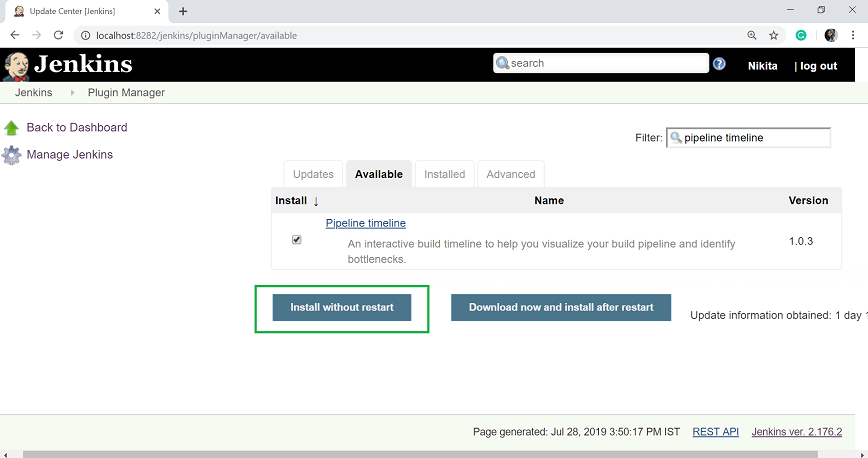 Update Center [Jenkins]
localhost:8282/jenkins/pluginManager/available
Jenkins
search
Nikita
| log out
Jenkins
Plugin Manager
Back to Dashboard
Manage Jenkins
Filter:
pipeline timeline
Updates
Available
Installed
Advanced
Install ↓
Name
Version
Pipeline timeline
An interactive build timeline to help you visualize your build pipeline and identify
bottlenecks.
1.0.3
Install without restart
Download now and install after restart
Update information obtained: 1 day
Page generated: Jul 28, 2019 3:50:17 PM IST
REST API
Jenkins ver. 2.176.2